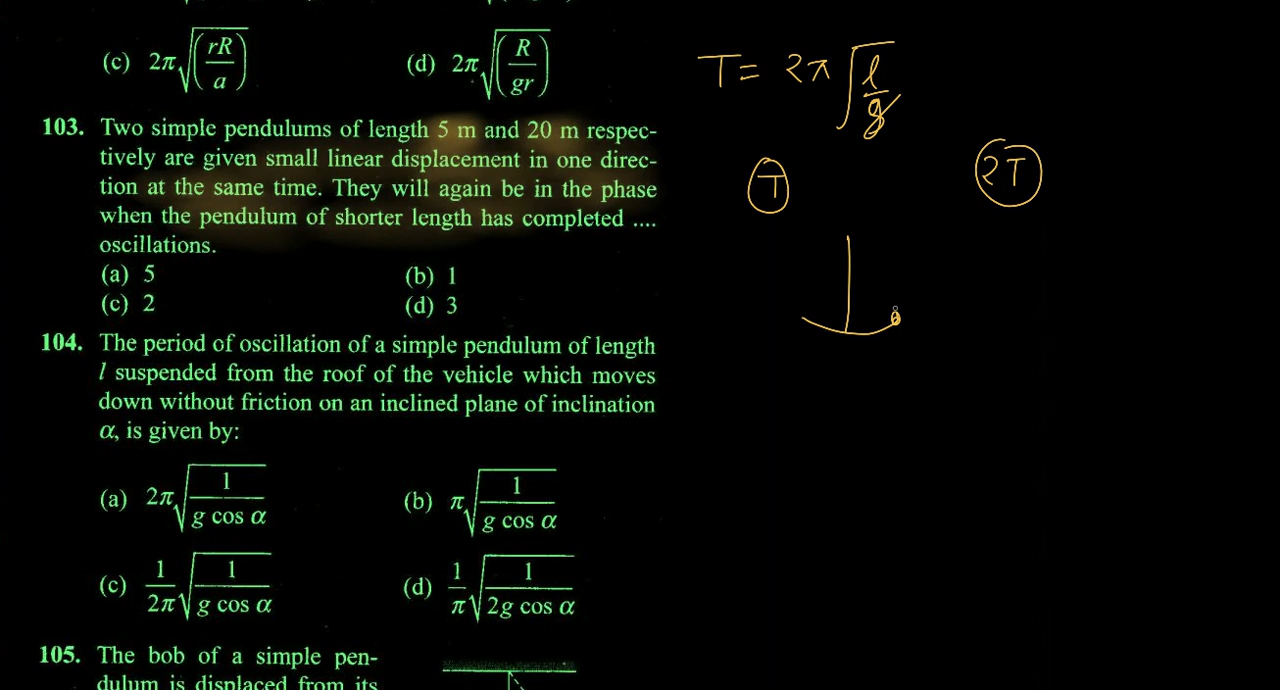 (c) 2π√(rR/a) (d) 2π√(R/gr)
T= 2π √l/g
103. Two simple pendulums of length 5 m and 20 m respec-
tively are given small linear displacement in one direc-
tion at the same time. They will again be in the phase
when the pendulum of shorter length has completed ....
oscillations.
T 2T
(a) 5 (b) 1
(c) 2 (d) 3
104. The period of oscillation of a simple pendulum of length
l suspended from the roof of the vehicle which moves
down without friction on an inclined plane of inclination
α, is given by:
(a) 2π√(1/g cos α) (b) π√(1/g cos α)
(c) 1/2π √(1/g cos α) (d) 1/π √(1/2g cos α)
105. The bob of a simple pen-
dulum is displaced from its